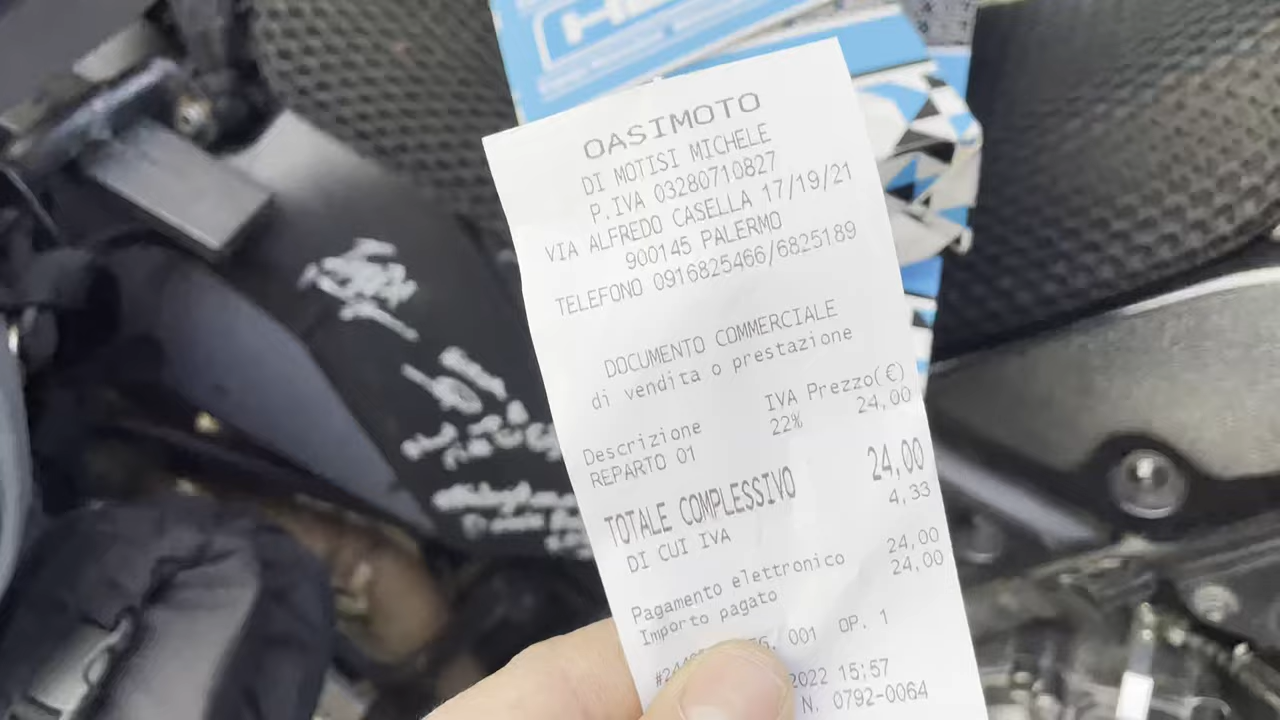 OASIMOTO
DI MOTISI MICHELE
P.IVA 03280710827
VIA ALFREDO CASELLA 17/19/21
900145 PALERMO
TELEFONO 0916825466/6825189
DOCUMENTO COMMERCIALE
di vendita o prestazione
Descrizione IVA Prezzo(€)
REPARTO 01 22% 24,00
TOTALE COMPLESSIVO 24,00
DI CUI IVA 4,33
Pagamento elettronico 24,00
Importo pagato 24,00
001 OP. 1
2022 15:57
N. 0792-0064